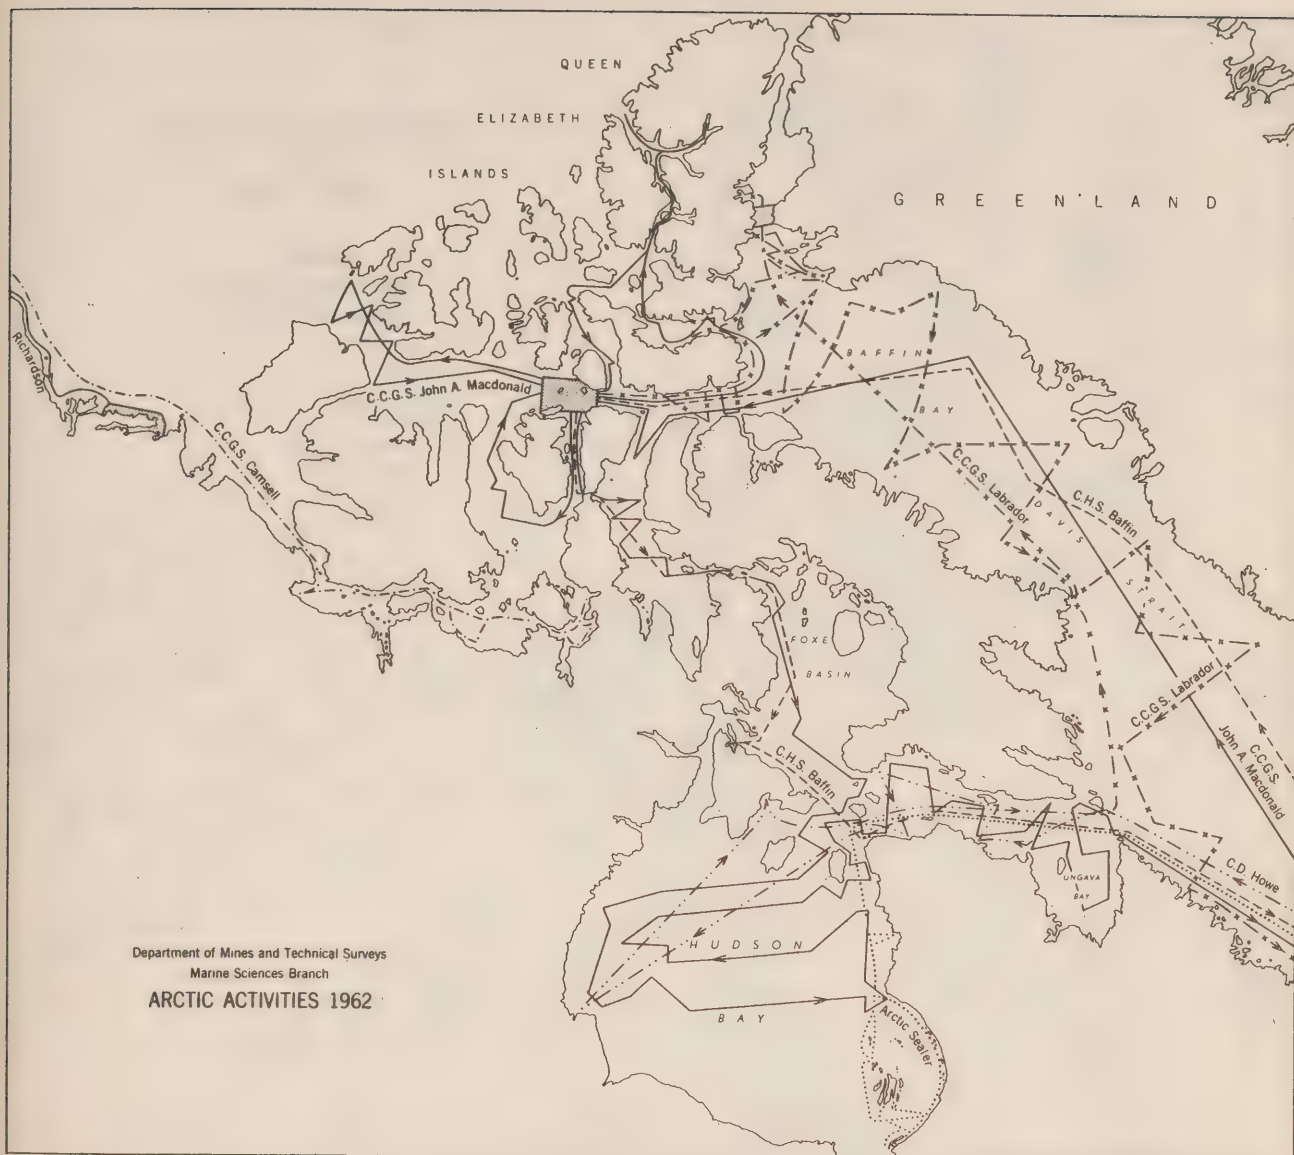 QUEEN
ELIZABETH
ISLANDS
GREENLAND
Richardson
C.C.G.S. John A. Macdonald
BAFFIN
BAY
C.C.G.S. Camsell
C.C.G.S. Labrador
C.H.S. Baffin
DAVIS
STRAIT
FOXE
BASIN
C.C.G.S. Labrador
C.C.G.S.
John A. Macdonald
C.H.S. Baffin
C.D. Howe
UNGAVA
BAY
HUDSON
BAY
Arctic Sealer
Department of Mines and Technical Surveys
Marine Sciences Branch
ARCTIC ACTIVITIES 1962